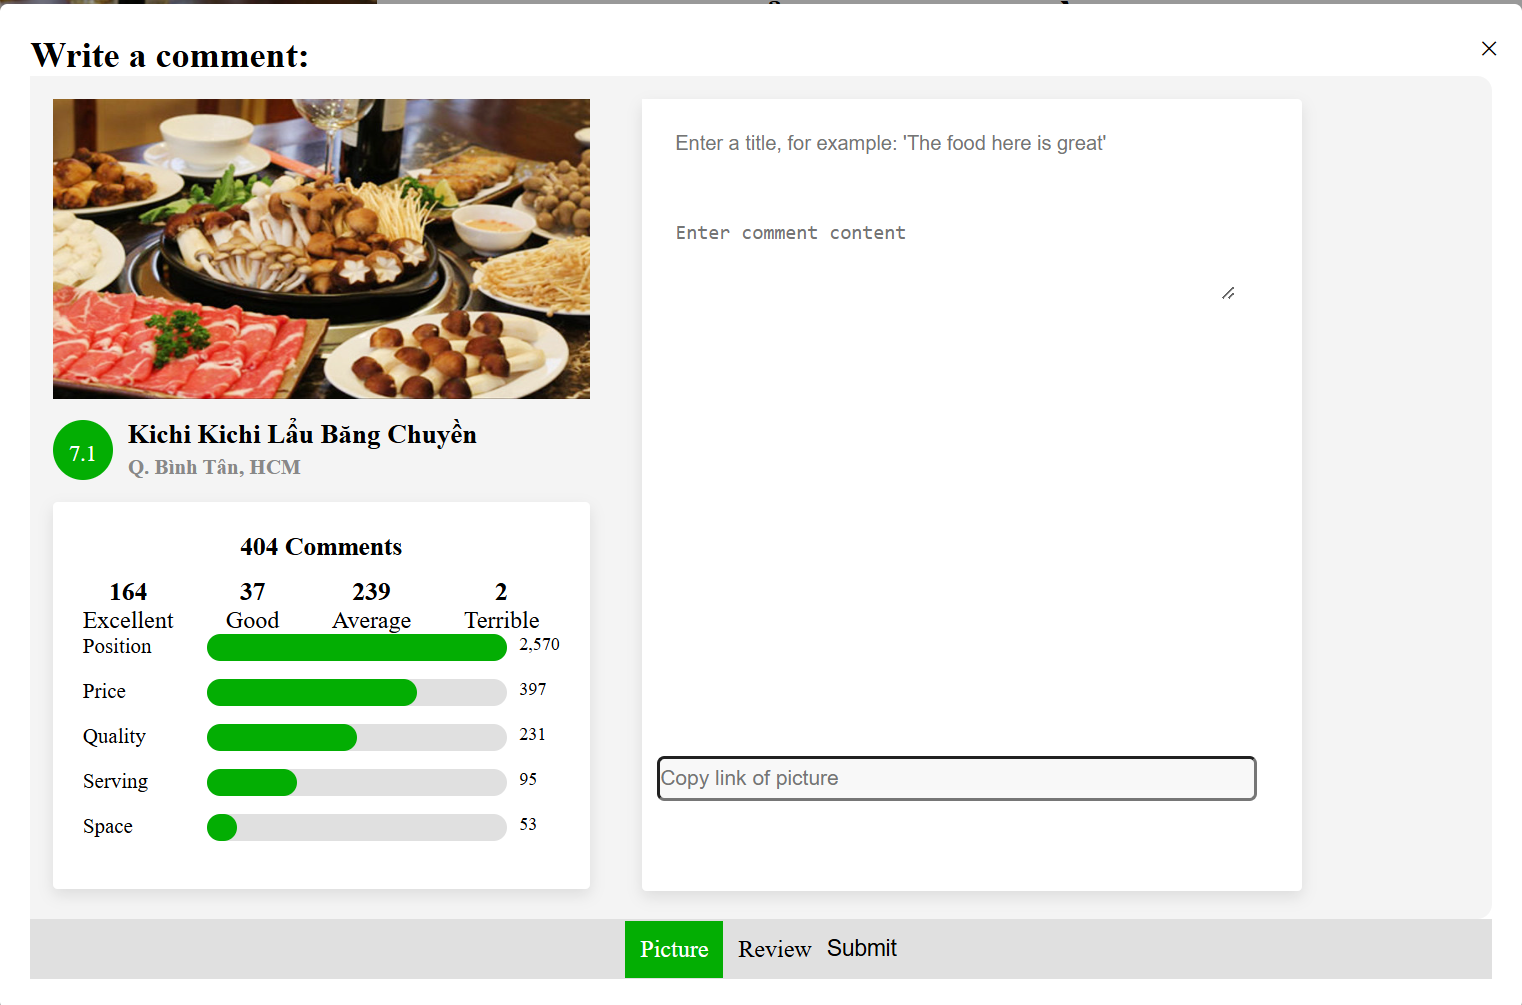 Write a comment:
Enter a title, for example: 'The food here is great'
Enter comment content
7.1
Kichi Kichi Lẩu Băng Chuyền
Q. Bình Tân, HCM
404 Comments
164 37 239 2
Excellent Good Average Terrible
Position 2,570
Price 397
Quality 231
Serving 95
Space 53
Copy link of picture
Picture Review Submit